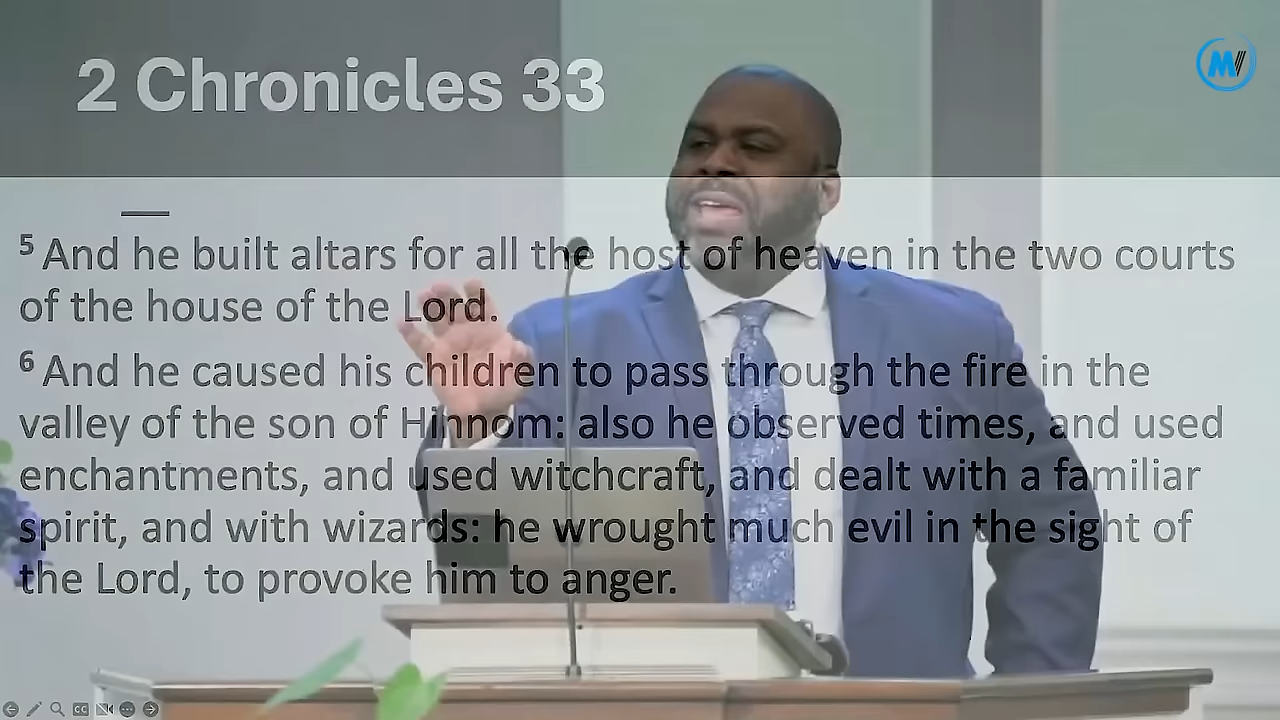 2 Chronicles 33
MV
5 And he built altars for all the host of heaven in the two courts
of the house of the Lord.
6 And he caused his children to pass through the fire in the
valley of the son of Hinnom: also he observed times, and used
enchantments, and used witchcraft, and dealt with a familiar
spirit, and with wizards: he wrought much evil in the sight of
the Lord, to provoke him to anger.
CC